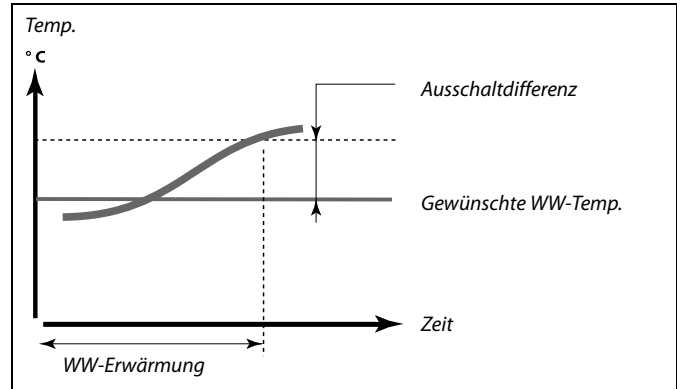 Temp.
°C
Ausschaltdifferenz
Gewünschte WW-Temp.
Zeit
WW-Erwärmung